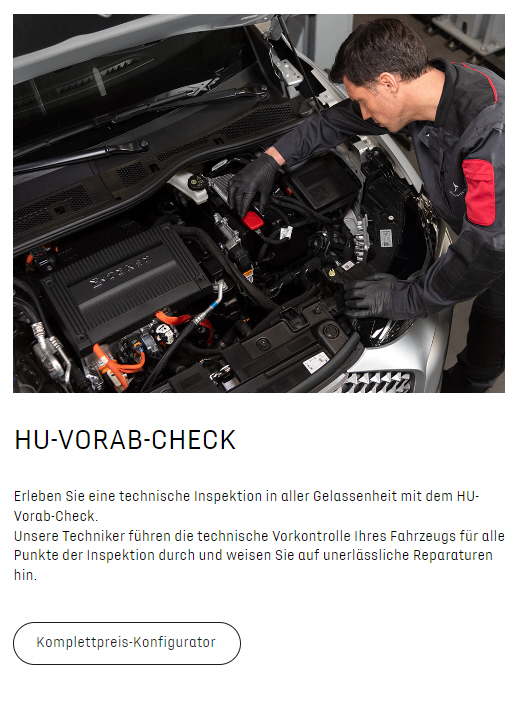 HU-VORAB-CHECK
Erleben Sie eine technische Inspektion in aller Gelassenheit mit dem HU-
Vorab-Check.
Unsere Techniker führen die technische Vorkontrolle Ihres Fahrzeugs für alle
Punkte der Inspektion durch und weisen Sie auf unerlässliche Reparaturen
hin.
Komplettpreis-Konfigurator